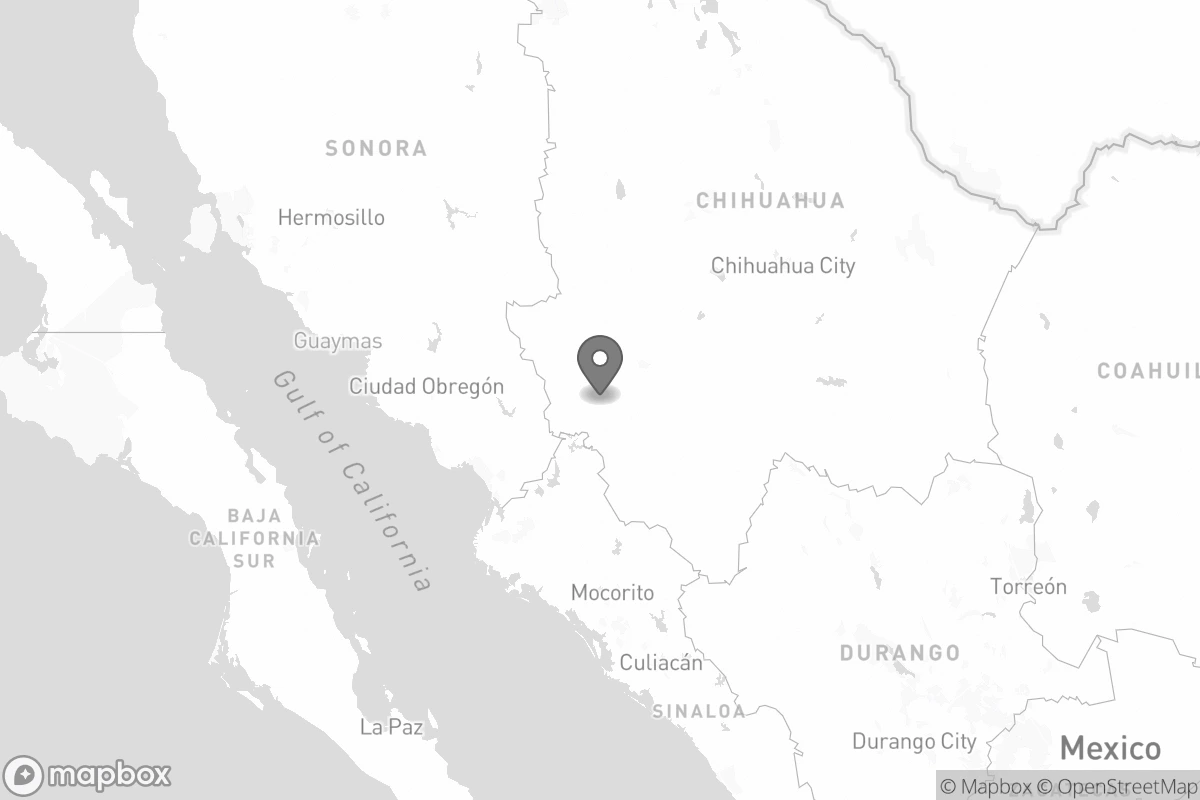 SONORA
CHIHUAHUA
Hermosillo
Chihuahua City
Guaymas
Ciudad Obregón
COAHUIL
Gulf of California
BAJA
CALIFORNIA
SUR
Mocorito
Torreón
DURANGO
Culiacán
SINALOA
La Paz
Durango City
Mexico
mapbox
© Mapbox © OpenStreetMap